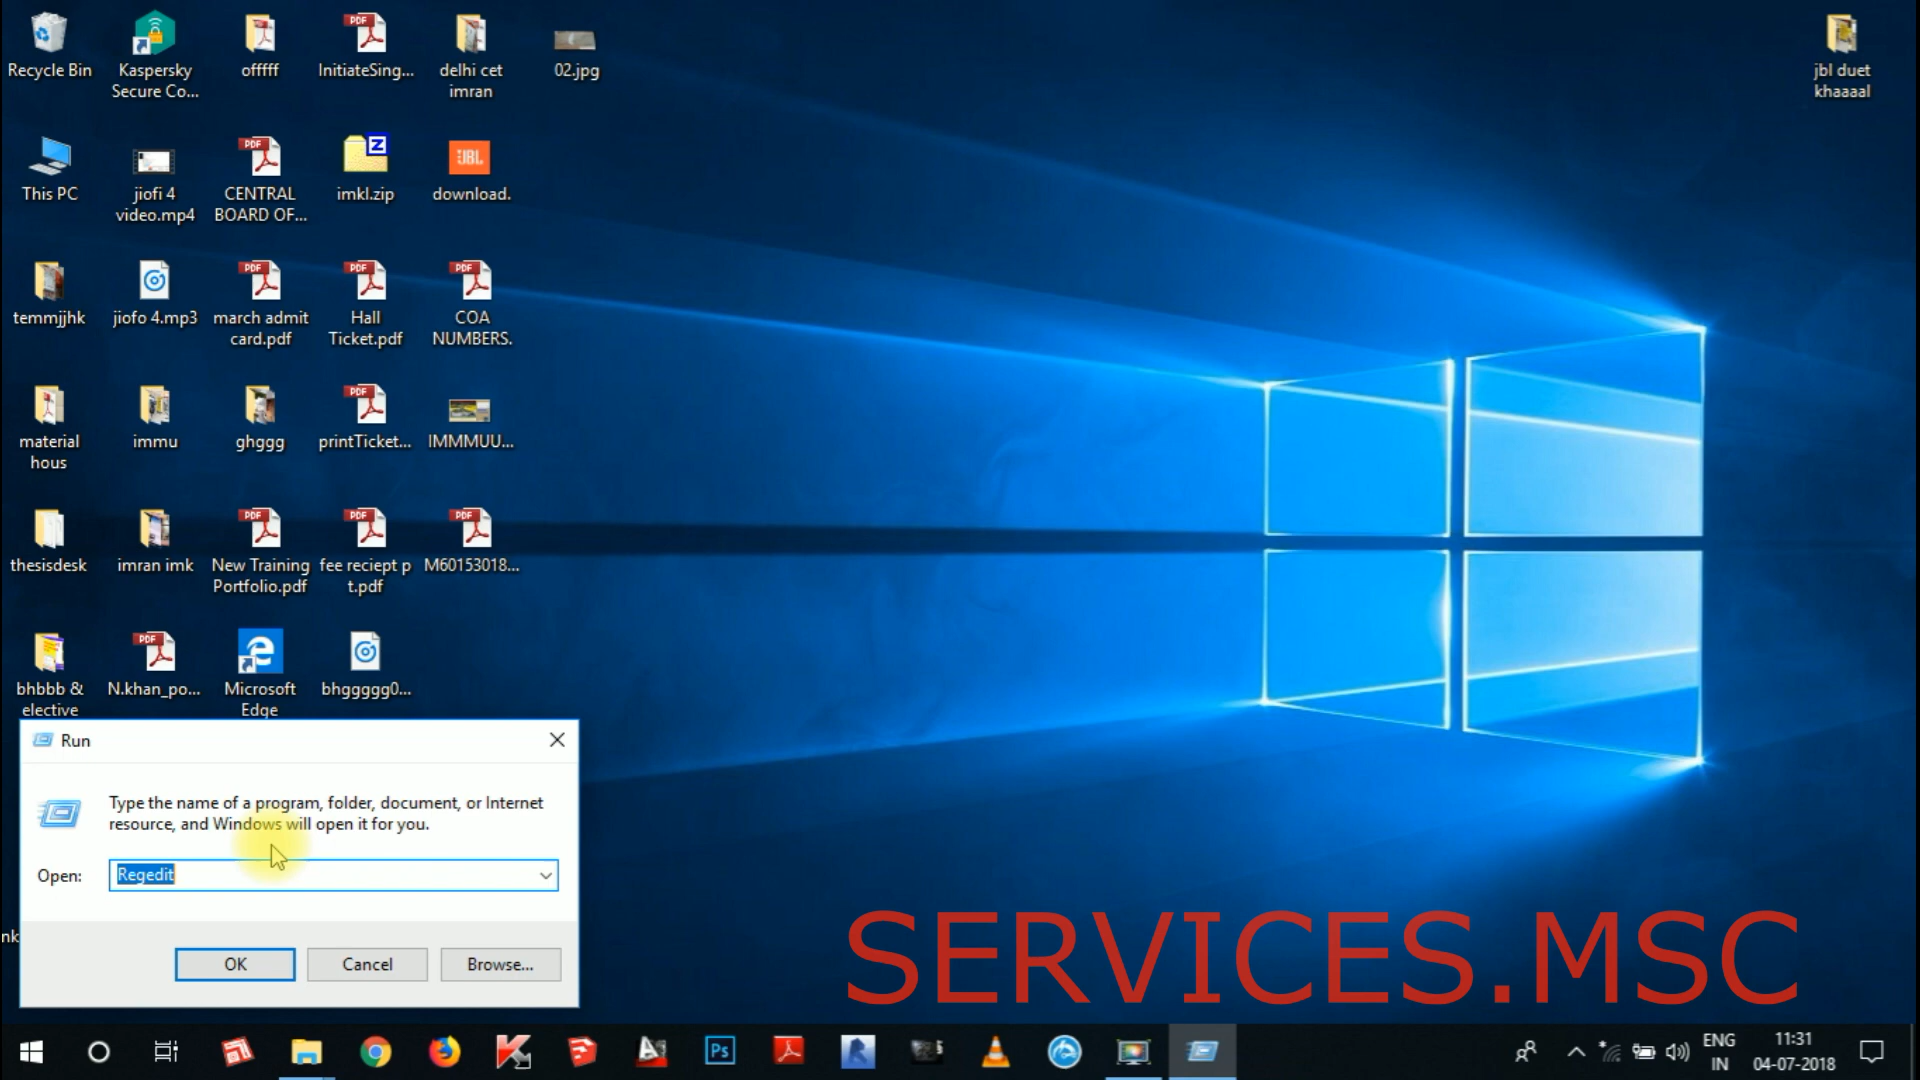 Recycle Bin
Kaspersky
Secure Co...
offfff
InitiateSing...
delhi cet
imran
02.jpg
jbl duet
khaaaal
This PC
jiofi 4
video.mp4
CENTRAL
BOARD OF...
imkl.zip
JBL
download.
temmjjhk
jiofo 4.mp3
march admit
card.pdf
Hall
Ticket.pdf
COA
NUMBERS.
material
hous
immu
ghggg
printTicket...
IMMMUU...
thesisdesk
imran imk
New Training
Portfolio.pdf
fee reciept p
t.pdf
M60153018...
bhbbb &
elective
N.khan_po...
Microsoft
Edge
bhggggg0...
Run
Type the name of a program, folder, document, or Internet
resource, and Windows will open it for you.
Open:
Regedit
OK
Cancel
Browse...
SERVICES.MSC
Ps
ENG
IN
11:31
04-07-2018